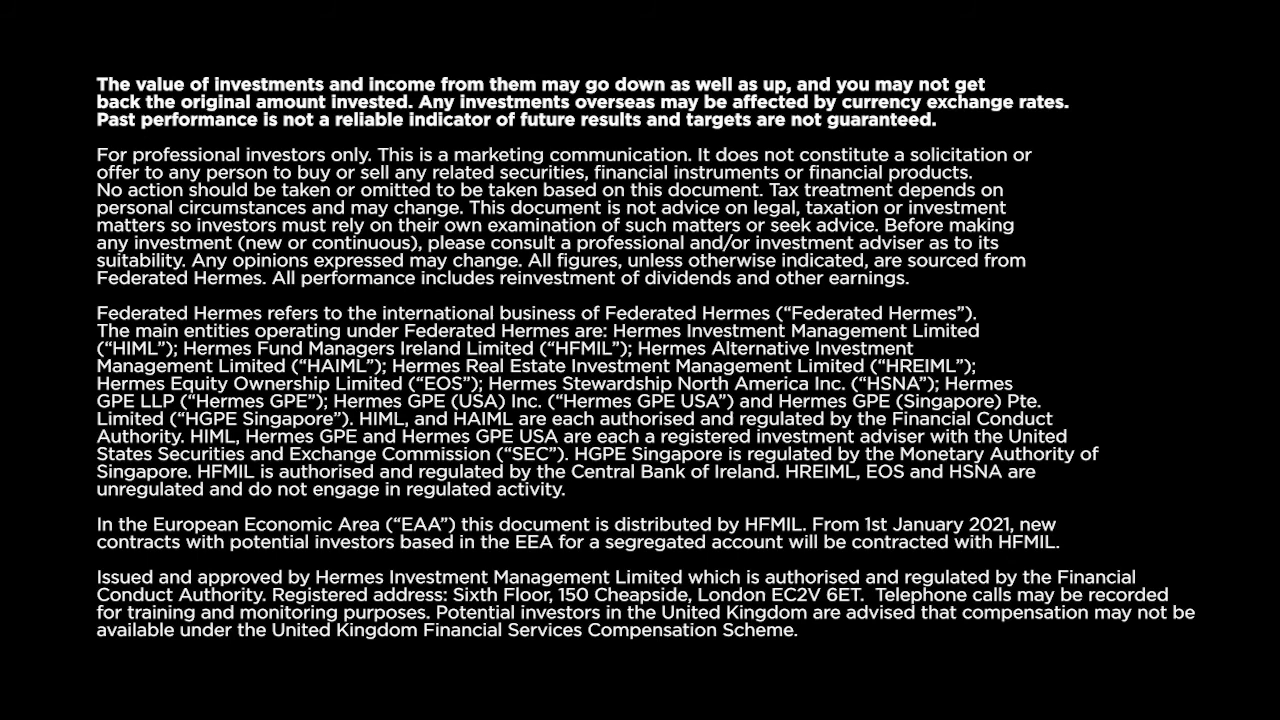 The value of investments and income from them may go down as well as up, and you may not get
back the original amount invested. Any investments overseas may be affected by currency exchange rates.
Past performance is not a reliable indicator of future results and targets are not guaranteed.
For professional investors only. This is a marketing communication. It does not constitute a solicitation or
offer to any person to buy or sell any related securities, financial instruments or financial products.
No action should be taken or omitted to be taken based on this document. Tax treatment depends on
personal circumstances and may change. This document is not advice on legal, taxation or investment
matters so investors must rely on their own examination of such matters or seek advice. Before making
any investment (new or continuous), please consult a professional and/or investment adviser as to its
suitability. Any opinions expressed may change. All figures, unless otherwise indicated, are sourced from
Federated Hermes. All performance includes reinvestment of dividends and other earnings.
Federated Hermes refers to the international business of Federated Hermes (“Federated Hermes”).
The main entities operating under Federated Hermes are: Hermes Investment Management Limited
(“HIML”); Hermes Fund Managers Ireland Limited (“HFMIL”); Hermes Alternative Investment
Management Limited (“HAIML”); Hermes Real Estate Investment Management Limited (“HREIML”);
Hermes Equity Ownership Limited (“EOS”); Hermes Stewardship North America Inc. (“HSNA”); Hermes
GPE LLP (“Hermes GPE”); Hermes GPE (USA) Inc. (“Hermes GPE USA”) and Hermes GPE (Singapore) Pte.
Limited (“HGPE Singapore”). HIML, and HAIML are each authorised and regulated by the Financial Conduct
Authority. HIML, Hermes GPE and Hermes GPE USA are each a registered investment adviser with the United
States Securities and Exchange Commission (“SEC”). HGPE Singapore is regulated by the Monetary Authority of
Singapore. HFMIL is authorised and regulated by the Central Bank of Ireland. HREIML, EOS and HSNA are
unregulated and do not engage in regulated activity.
In the European Economic Area (“EAA”) this document is distributed by HFMIL. From 1st January 2021, new
contracts with potential investors based in the EEA for a segregated account will be contracted with HFMIL.
Issued and approved by Hermes Investment Management Limited which is authorised and regulated by the Financial
Conduct Authority. Registered address: Sixth Floor, 150 Cheapside, London EC2V 6ET.  Telephone calls may be recorded
for training and monitoring purposes. Potential investors in the United Kingdom are advised that compensation may not be
available under the United Kingdom Financial Services Compensation Scheme.